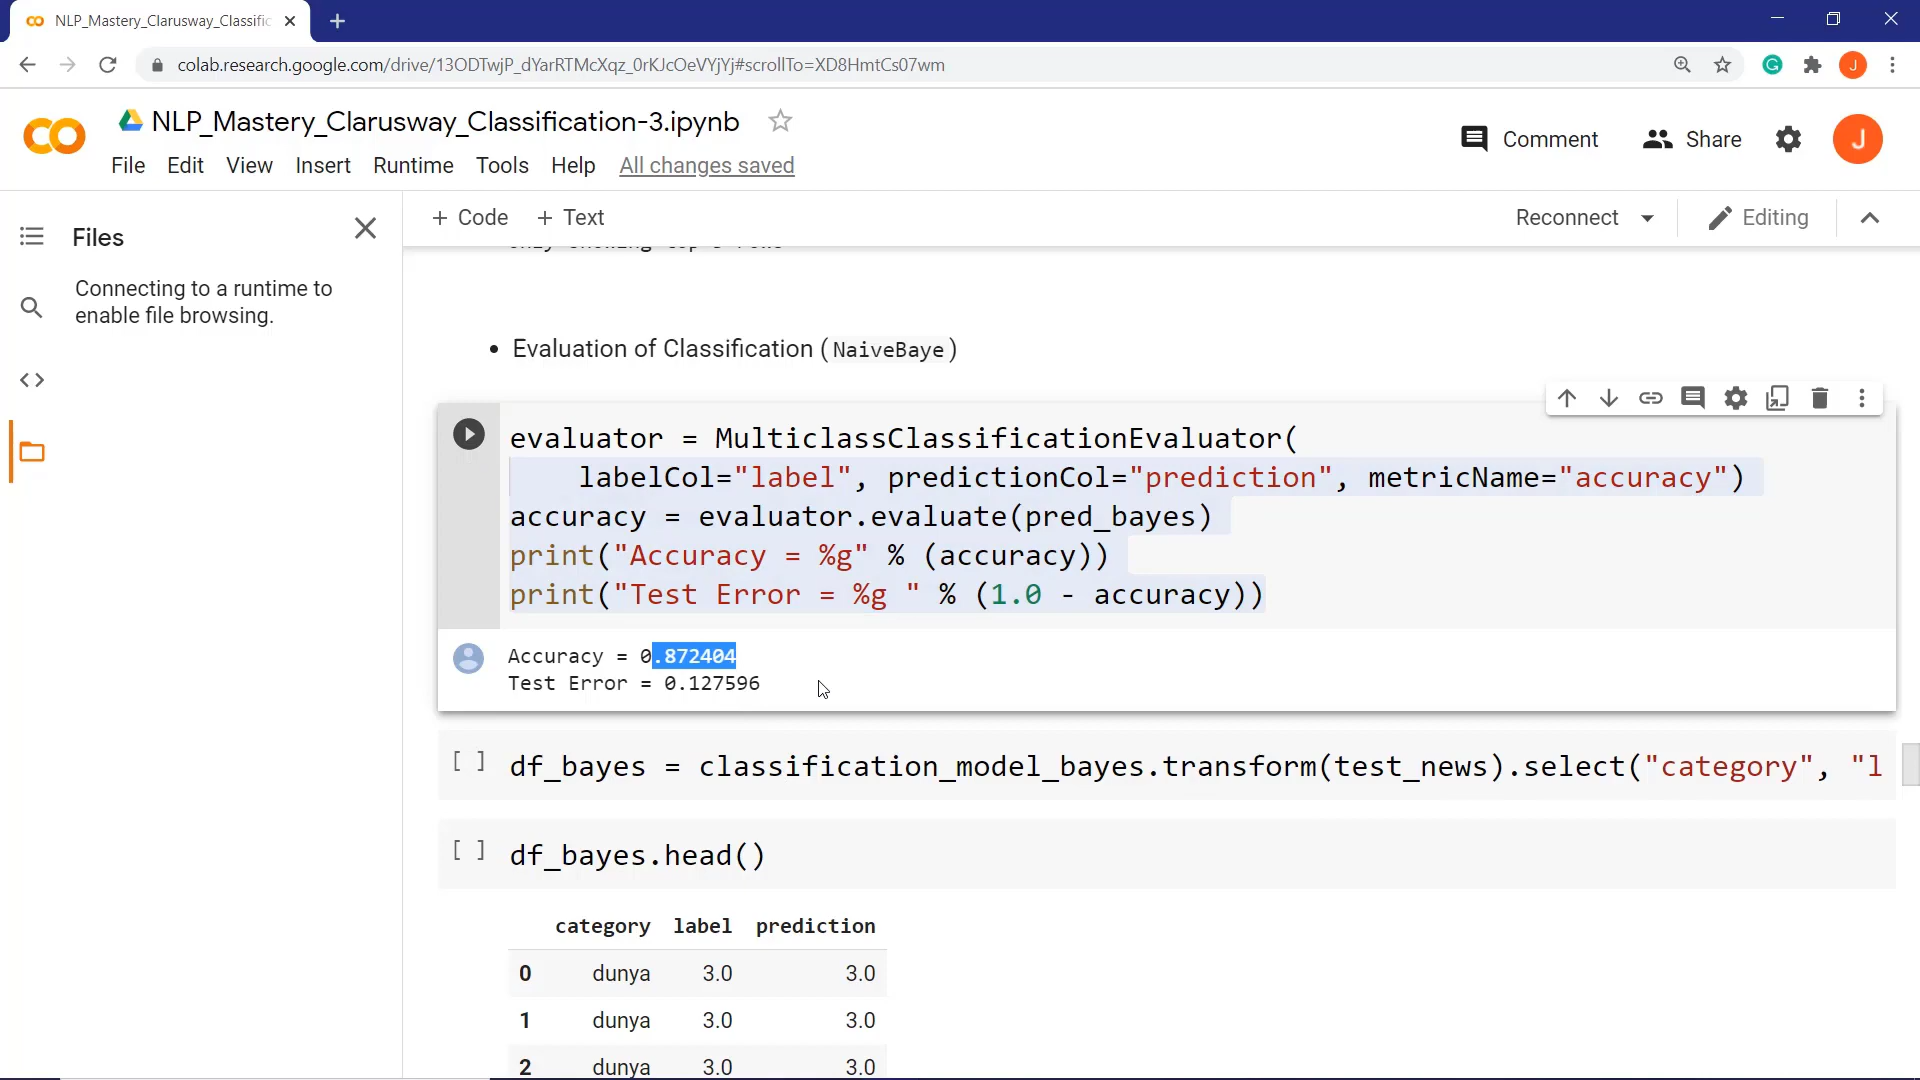 NLP_Mastery_Clarusway_Classific
colab.research.google.com/drive/13ODTwjP_dYarRTMcXqz_0rKJcOeVYjYj#scrollTo=XD8HmtCs07wm
J
NLP_Mastery_Clarusway_Classification-3.ipynb
Comment
Share
J
File Edit View Insert Runtime Tools Help All changes saved
Files
+ Code + Text
Reconnect
Editing
Connecting to a runtime to
enable file browsing.
• Evaluation of Classification (NaiveBaye)
evaluator = MulticlassClassificationEvaluator(
labelCol="label", predictionCol="prediction", metricName="accuracy")
accuracy = evaluator.evaluate(pred_bayes)
print("Accuracy = %g" % (accuracy))
print("Test Error = %g " % (1.0 - accuracy))
Accuracy = 0.872404
Test Error = 0.127596
[ ] df_bayes = classification_model_bayes.transform(test_news).select("category", "l
[ ] df_bayes.head()
category label prediction
0 dunya 3.0 3.0
1 dunya 3.0 3.0
2 dunya 3.0 3.0